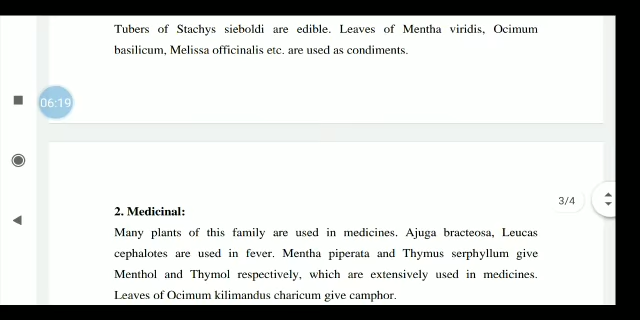 Tubers of Stachys sieboldi are edible. Leaves of Mentha viridis, Ocimum
basilicum, Melissa officinalis etc. are used as condiments.
06:19
3/4
2. Medicinal:
Many plants of this family are used in medicines. Ajuga bracteosa, Leucas
cephalotes are used in fever. Mentha piperata and Thymus serphyllum give
Menthol and Thymol respectively, which are extensively used in medicines.
Leaves of Ocimum kilimandus charicum give camphor.